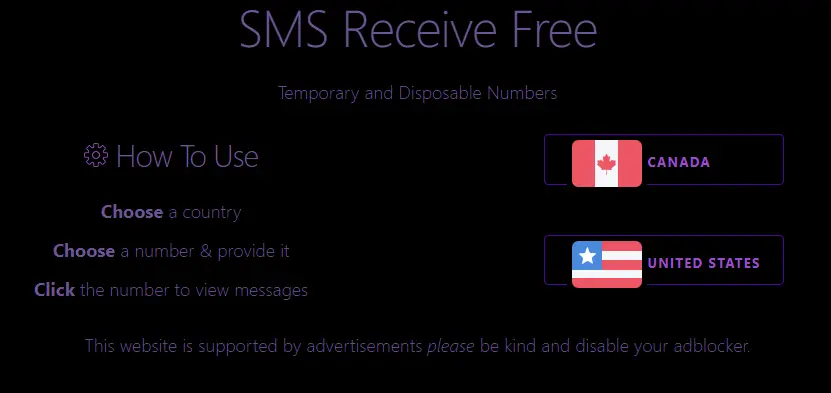 SMS Receive Free
Temporary and Disposable Numbers
How To Use
Choose a country
Choose a number & provide it
Click the number to view messages
CANADA
UNITED STATES
This website is supported by advertisements please be kind and disable your adblocker.